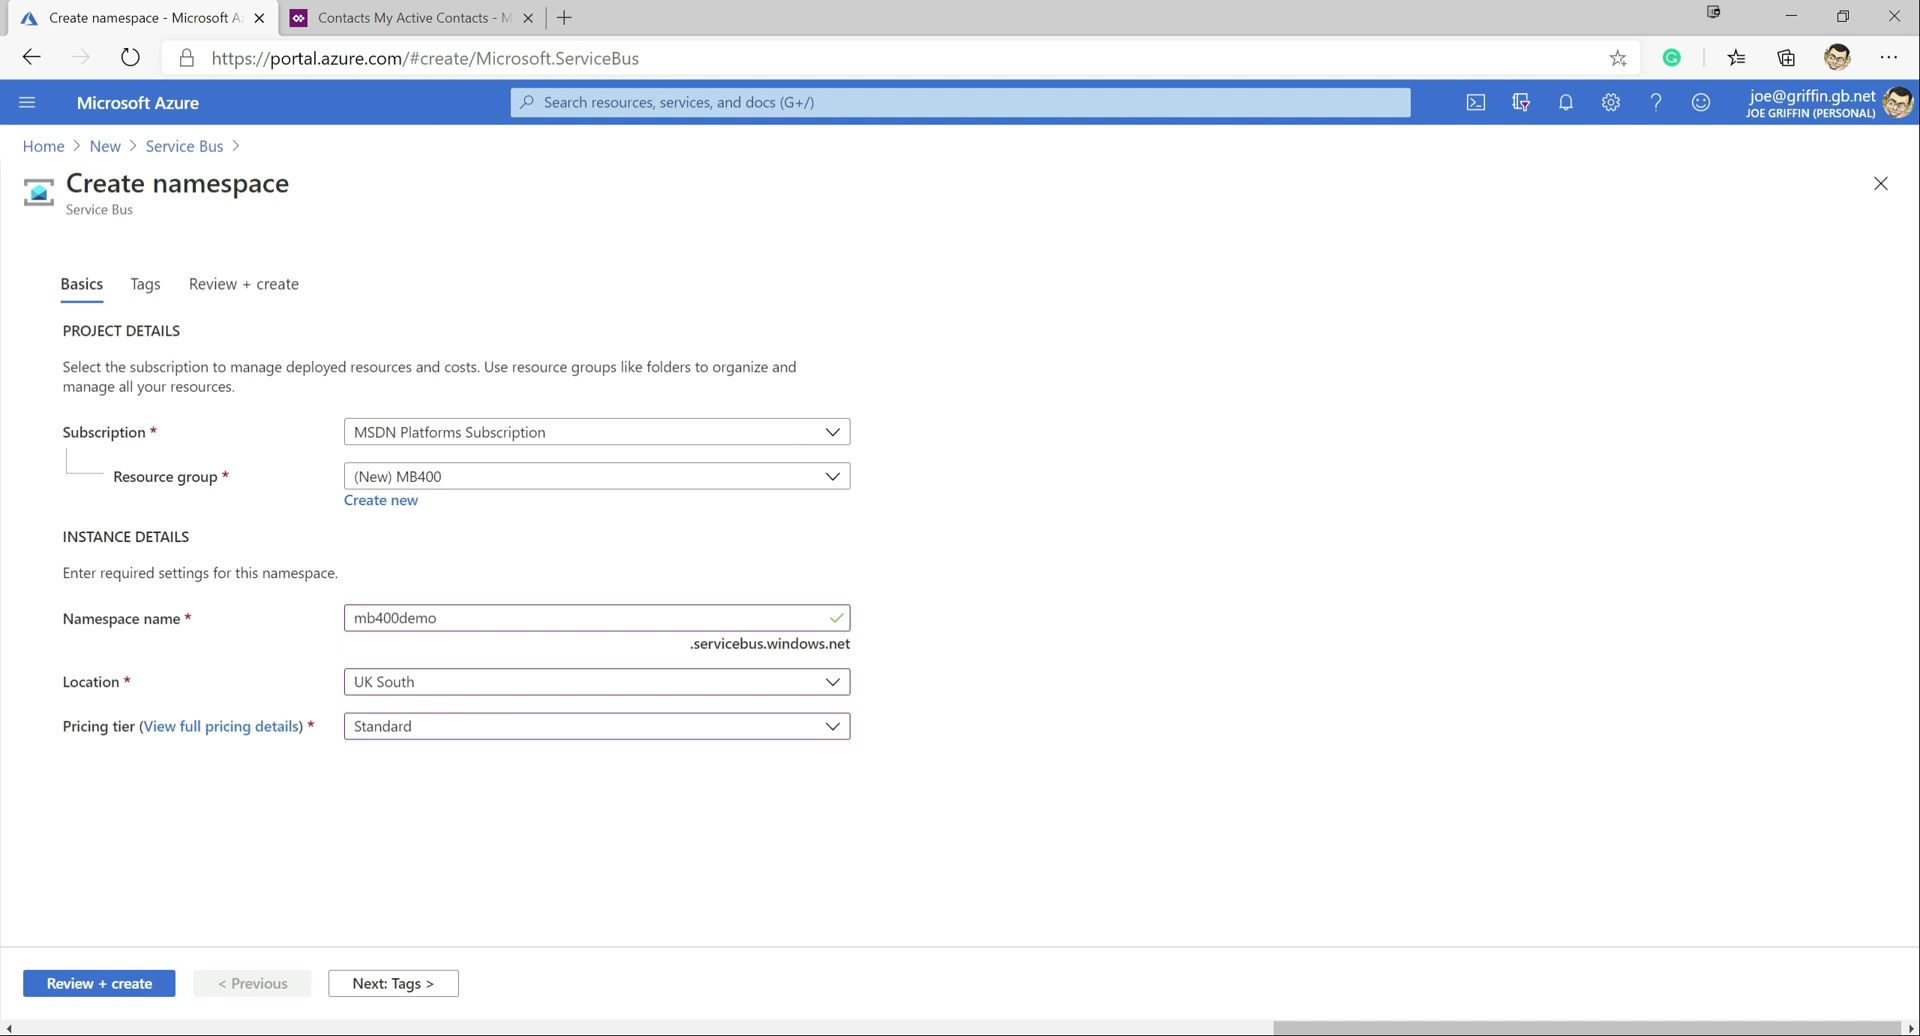 Create namespace - Microsoft A
Contacts My Active Contacts - M
https://portal.azure.com/#create/Microsoft.ServiceBus
Microsoft Azure
Search resources, services, and docs (G+/)
joe@griffin.gb.net
JOE GRIFFIN (PERSONAL)
Home > New > Service Bus >
Create namespace
Service Bus
Basics Tags Review + create
PROJECT DETAILS
Select the subscription to manage deployed resources and costs. Use resource groups like folders to organize and
manage all your resources.
Subscription * MSDN Platforms Subscription
Resource group * (New) MB400
Create new
INSTANCE DETAILS
Enter required settings for this namespace.
Namespace name * mb400demo
.servicebus.windows.net
Location * UK South
Pricing tier (View full pricing details) * Standard
Review + create < Previous Next: Tags >